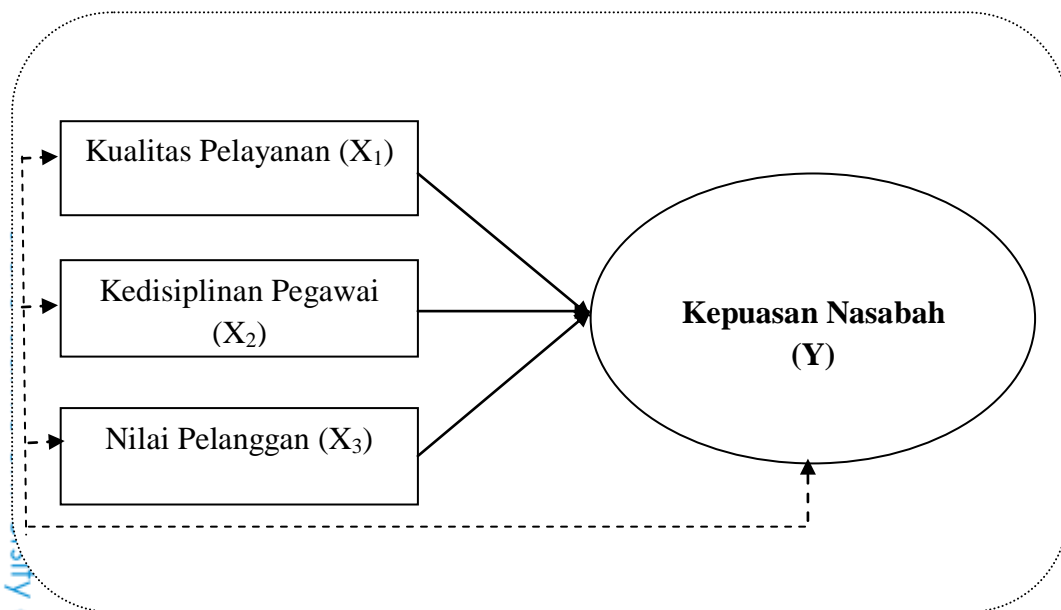 Kualitas Pelayanan (X₁)
Kedisiplinan Pegawai
(X₂)
Nilai Pelanggan (X₃)
Kepuasan Nasabah
(Y)